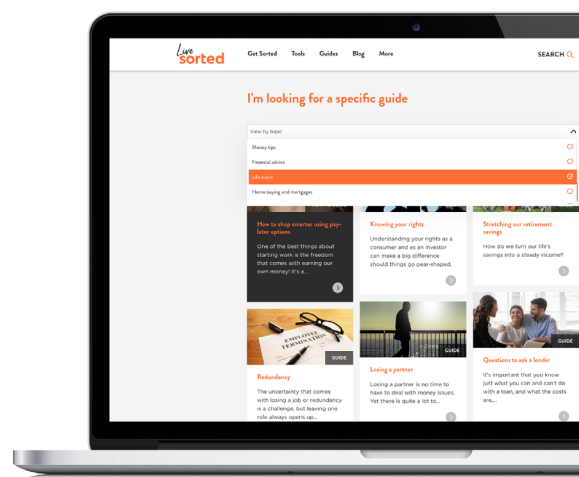 Live
sorted
Get Sorted
Tools
Guides
Blog
More
SEARCH
I'm looking for a specific guide
View by topic
Money tips
Financial advice
Life events
Home buying and mortgages
How to shop smarter using pay-
later options
One of the best things about
starting work is the freedom
that comes with earning our
own money! It's a...
Knowing your rights
Understanding your rights as a
consumer and as an investor
can make a big difference
should things go pear-shaped.
Stretching our retirement
savings
How do we turn our life's
savings into a steady income?
EMPLOYEE
TERMINATION
GUIDE
Redundancy
The uncertainty that comes
with losing a job or redundancy
is a challenge, but leaving one
role always opens up...
GUIDE
Losing a partner
Losing a partner is no time to
have to deal with money issues.
Yet there is quite a lot to...
GUIDE
Questions to ask a lender
It's important that you know
just what you can and can't do
with a loan, and what the costs
are,...